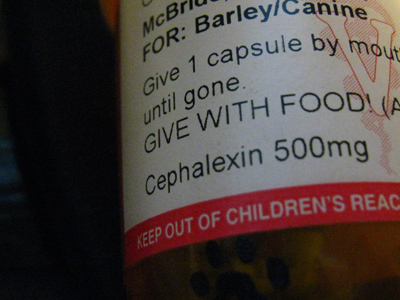 McBride
FOR: Barley/Canine
Give 1 capsule by mout
until gone.
GIVE WITH FOOD! (A
Cephalexin 500mg
KEEP OUT OF CHILDREN'S REAC